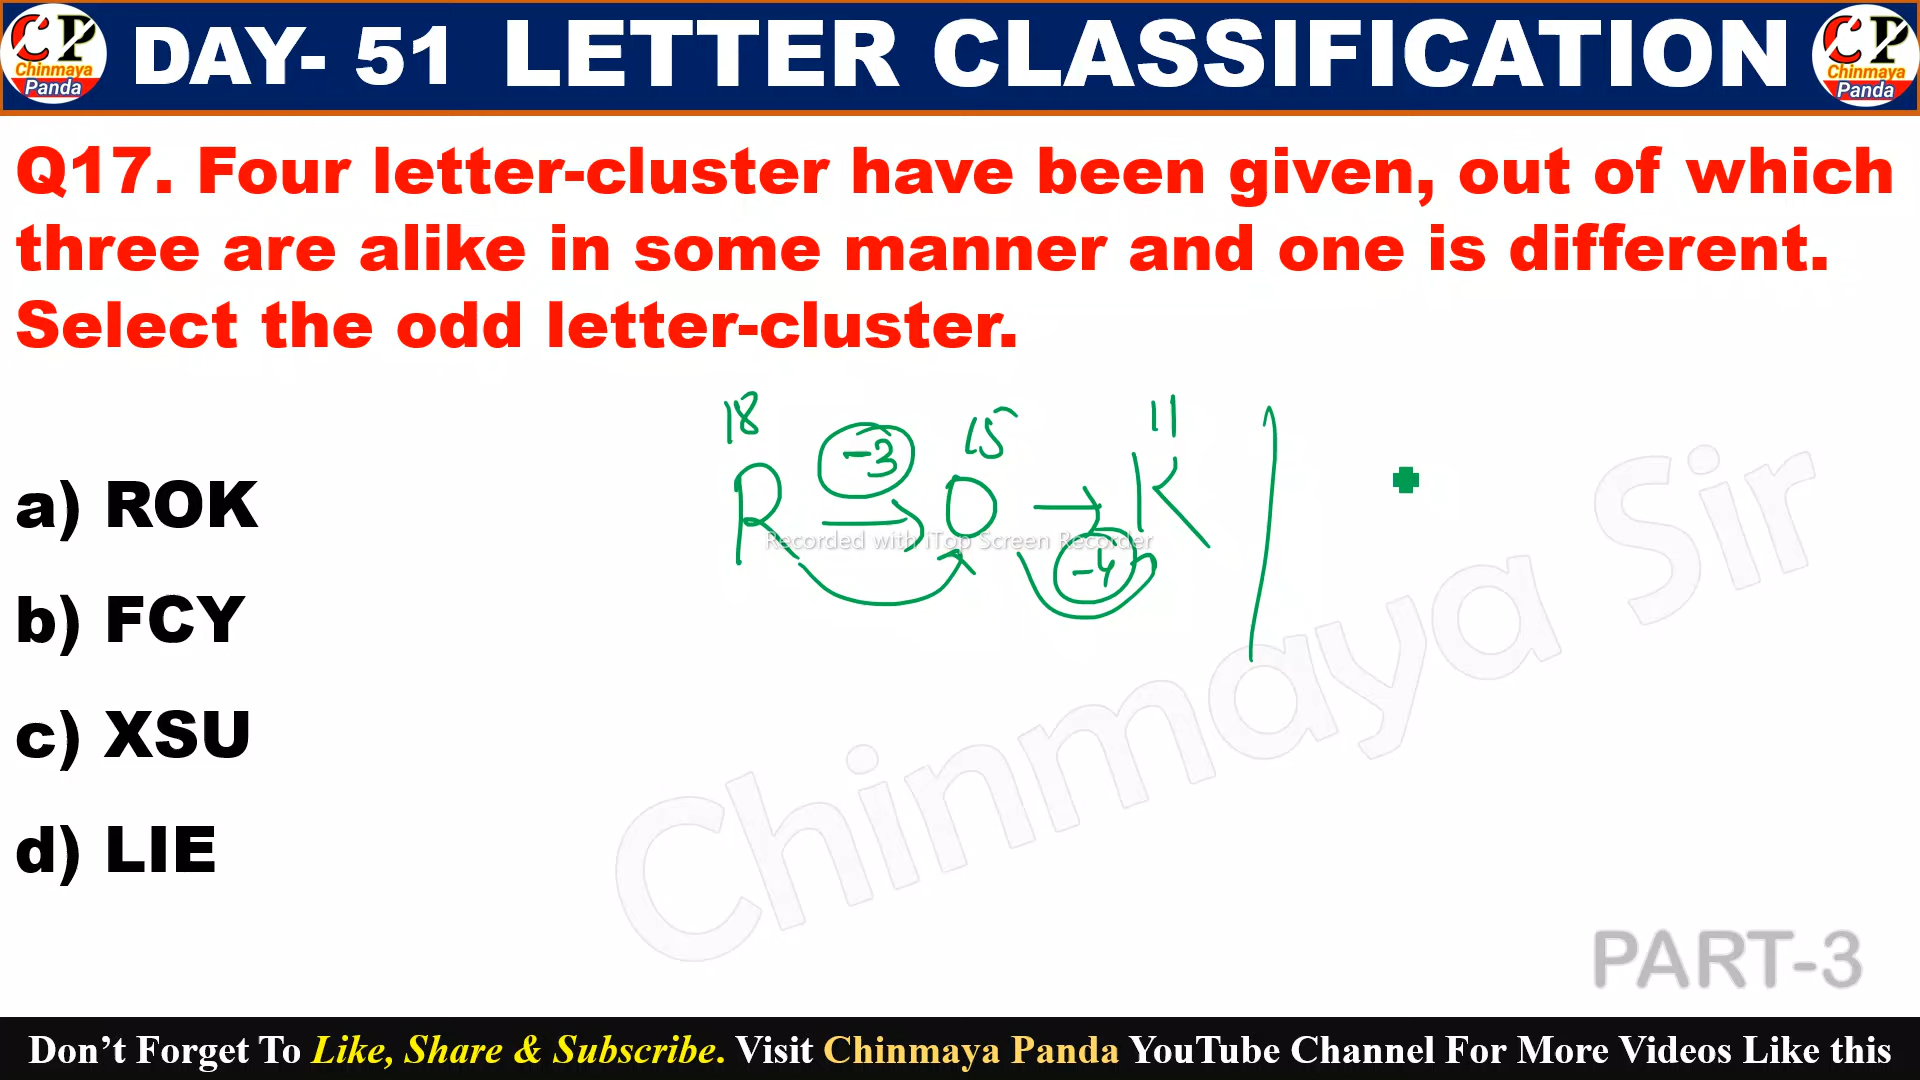 CP
Chinmaya
Panda
DAY- 51 LETTER CLASSIFICATION
CP
Chinmaya
Panda
Q17. Four letter-cluster have been given, out of which
three are alike in some manner and one is different.
Select the odd letter-cluster.
18 15 11
-3
R O K
-4
Recorded with iTop Screen Recorder
a) ROK
b) FCY
c) XSU
d) LIE
Chinmaya Sir
PART-3
Don’t Forget To Like, Share & Subscribe. Visit Chinmaya Panda YouTube Channel For More Videos Like this